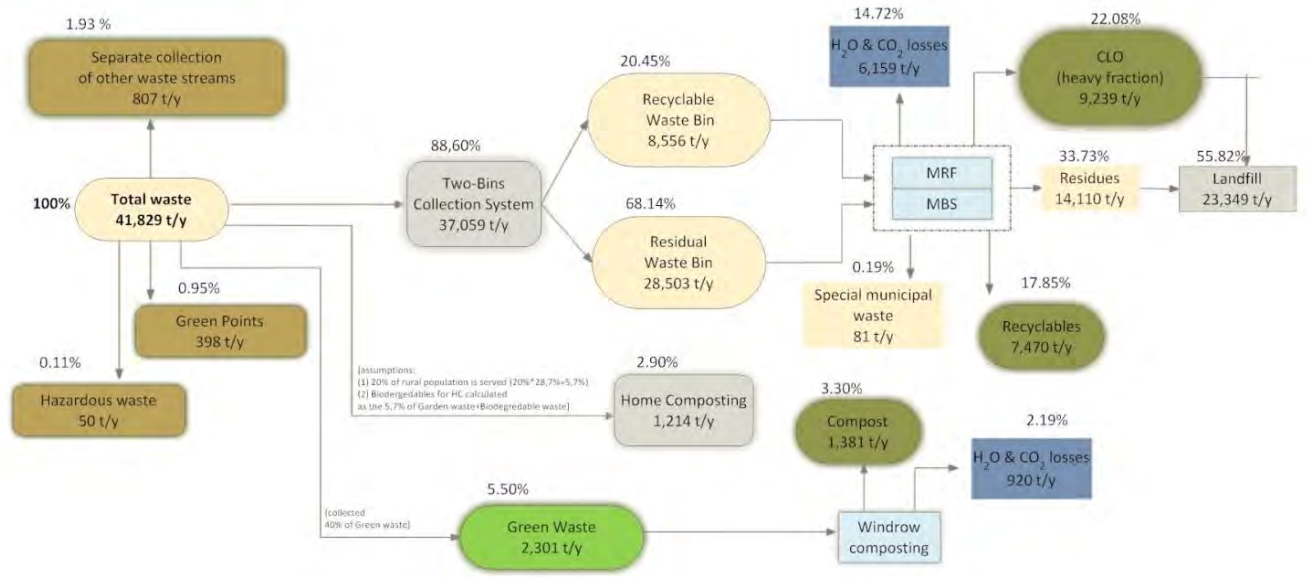 1.93 %
Separate collection
of other waste streams
807 t/y
100%
Total waste
41,829 t/y
0.95%
Green Points
398 t/y
0.11%
Hazardous waste
50 t/y
88,60%
Two-Bins
Collection System
37,059 t/y
20.45%
Recyclable
Waste Bin
8,556 t/y
68.14%
Residual
Waste Bin
28,503 t/y
14.72%
H₂O & CO₂ losses
6,159 t/y
MRF
MBS
22.08%
CLO
(heavy fraction)
9,239 t/y
33.73%
Residues
14,110 t/y
55.82%
Landfill
23,349 t/y
0.19%
Special municipal
waste
81 t/y
17.85%
Recyclables
7,470 t/y
(assumptions:
(1) 20% of rural population is served (20%*28,7%=5,7%)
(2) Biodergedables for HC calculated
as the 5,7% of Garden waste+Biodegredable waste)
2.90%
Home Composting
1,214 t/y
(collected
40% of Green waste)
5.50%
Green Waste
2,301 t/y
3.30%
Compost
1,381 t/y
2.19%
H₂O & CO₂ losses
920 t/y
Windrow
composting